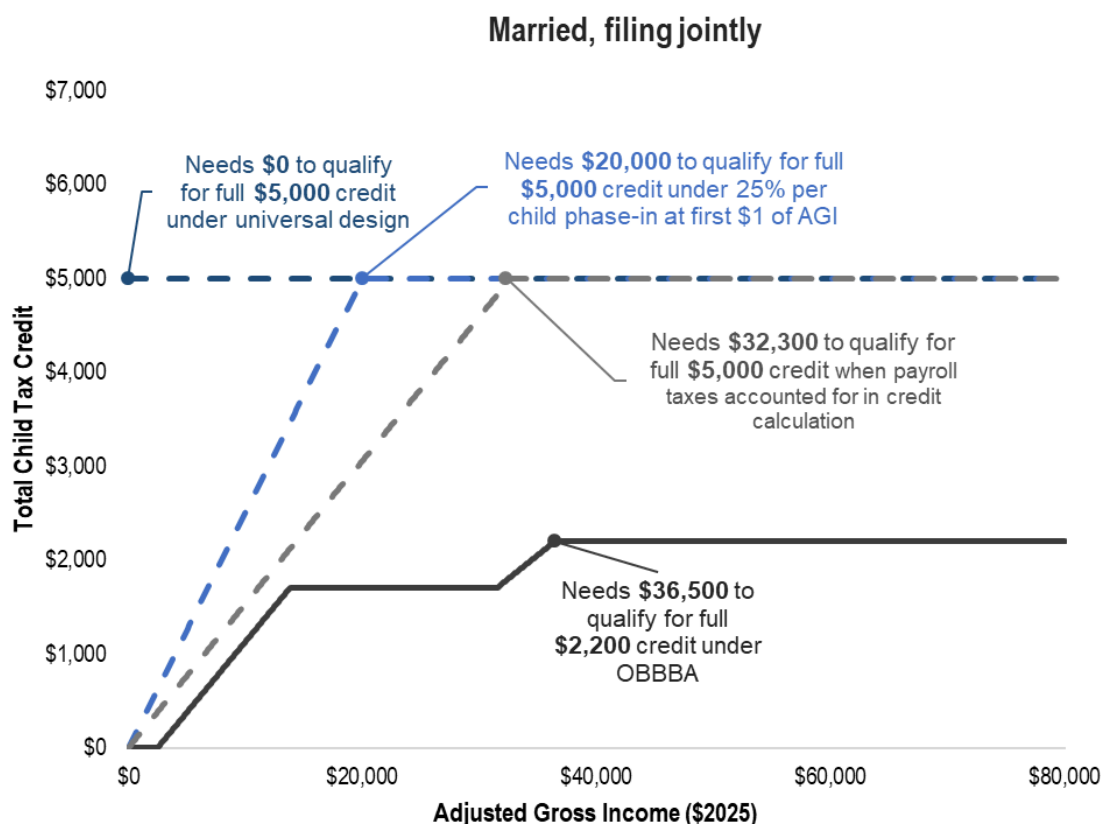 Married, filing jointly
$7,000
Needs $0 to qualify
for full $5,000 credit
under universal design
Needs $20,000 to qualify for full
$5,000 credit under 25% per
child phase-in at first $1 of AGI
$6,000
$5,000
Needs $32,300 to qualify for
full $5,000 credit when payroll
taxes accounted for in credit
calculation
$4,000
$3,000
$2,000
Needs $36,500 to
qualify for full
$2,200 credit under
OBBBA
$1,000
$0
Total Child Tax Credit
$0
$20,000
$40,000
$60,000
$80,000
Adjusted Gross Income ($2025)